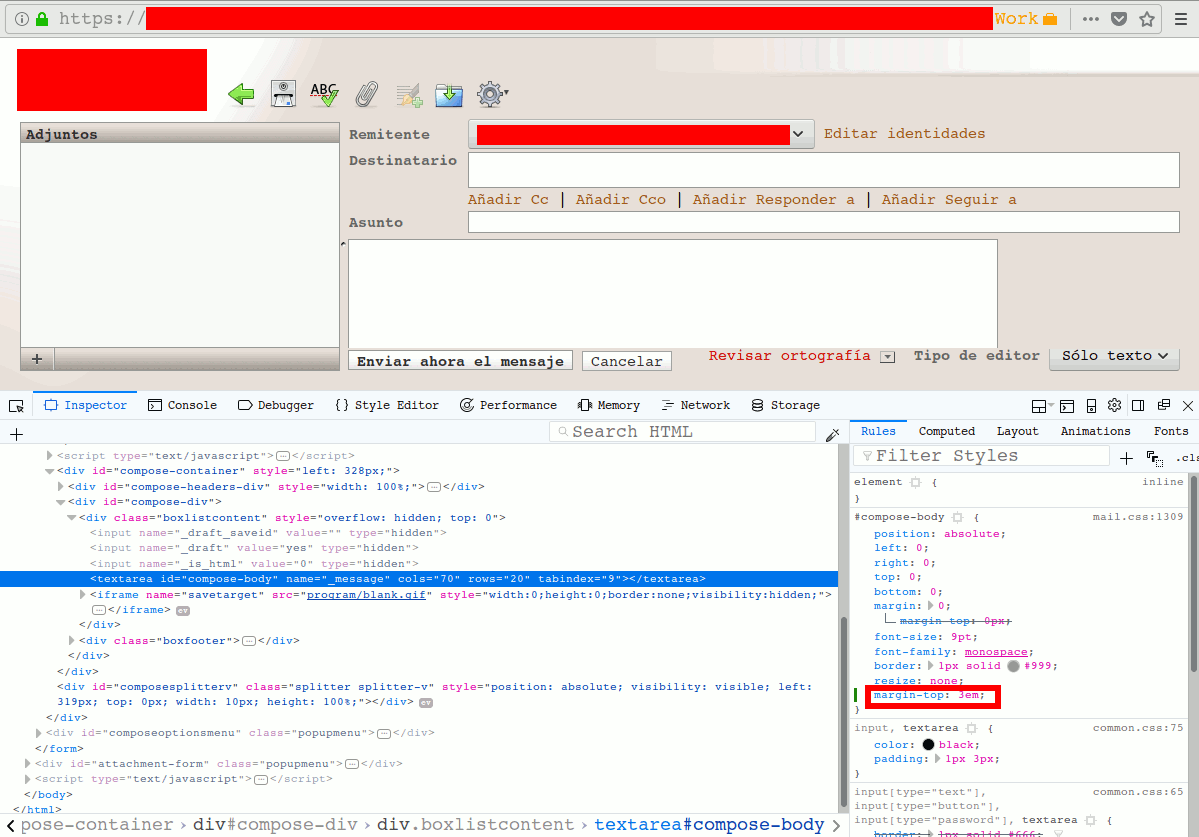 https://
Work
ABC
Adjuntos
Remitente
Editar identidades
Destinatario
Añadir Cc | Añadir Cco | Añadir Responder a | Añadir Seguir a
Asunto
+
Enviar ahora el mensaje
Cancelar
Revisar ortografía
Tipo de editor
Sólo texto
Inspector Console Debugger {} Style Editor Performance Memory Network Storage
+ Search HTML
<script type="text/javascript">…</script>
<div id="compose-container" style="left: 328px;">
<div id="compose-headers-div" style="width: 100%;">…</div>
<div id="compose-div">
<div class="boxlistcontent" style="overflow: hidden; top: 0">
<input name="_draft_saveid" value="" type="hidden">
<input name="_draft" value="yes" type="hidden">
<input name="_is_html" value="0" type="hidden">
<textarea id="compose-body" name="_message" cols="70" rows="20" tabindex="9"></textarea>
<iframe name="savetarget" src="program/blank.gif" style="width:0;height:0;border:none;visibility:hidden;">
…</iframe> ev
</div>
<div class="boxfooter">…</div>
</div>
</div>
<div id="composesplitterv" class="splitter splitter-v" style="position: absolute; visibility: visible; left:
319px; top: 0px; width: 10px; height: 100%;"></div> ev
</div>
<div id="composeoptionsmenu" class="popupmenu">…</div>
</form>
<div id="attachment-form" class="popupmenu">…</div>
<script type="text/javascript">…</script>
</body>
</html>
pose-container › div#compose-div › div.boxlistcontent › textarea#compose-body
Rules Computed Layout Animations Fonts
Filter Styles + .cls
element { inline
}
#compose-body { mail.css:1309
position: absolute;
left: 0;
right: 0;
top: 0;
bottom: 0;
margin: 0;
margin-top: 0px;
font-size: 9pt;
font-family: monospace;
border: 1px solid #999;
resize: none;
margin-top: 3em;
}
input, textarea { common.css:75
color: black;
padding: 1px 3px;
}
input[type="text"], common.css:65
input[type="button"],
input[type="password"], textarea {
border: 1px solid #666;